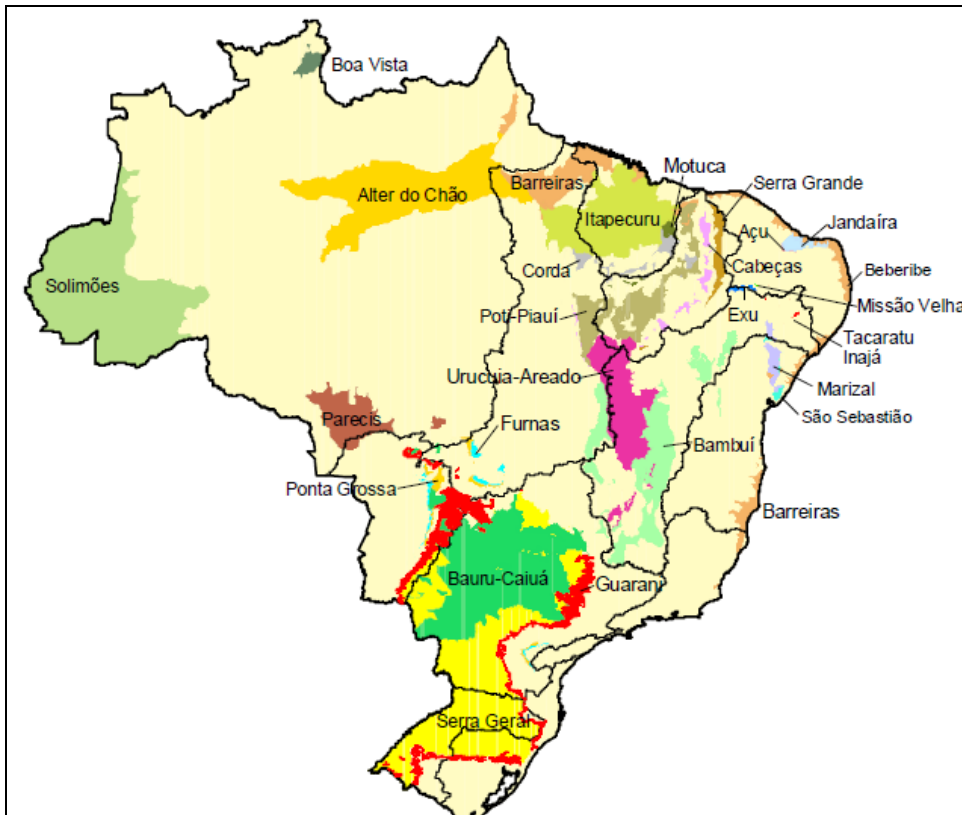 Boa Vista
Motuca
Serra Grande
Alter do Chão
Barreiras
Itapecuru
Açu
Jandaíra
Corda
Cabeças
Beberibe
Solimões
Missão Velha
Poti-Piauí
Exu
Tacaratu
Inajá
Urucuia-Areado
Marizal
Parecis
Furnas
São Sebastião
Bambuí
Ponta Grossa
Barreiras
Bauru-Caiuá
Guarani
Serra Geral